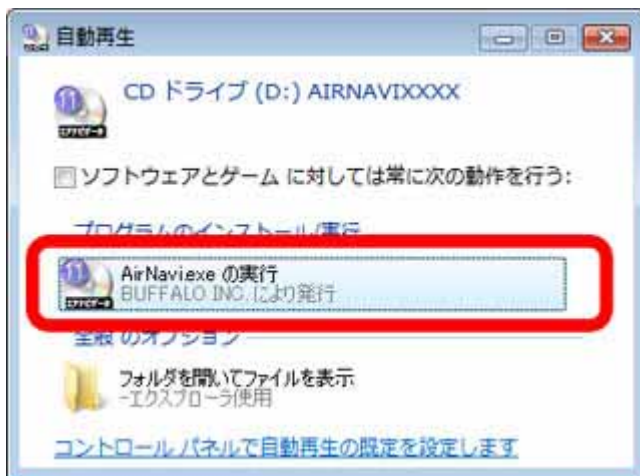 自動再生
CD ドライブ (D:) AIRNAVIXXXX
ソフトウェアとゲーム に対しては常に次の動作を行う:
プログラムのインストール/実行
AirNavi.exe の実行
BUFFALO INC. により発行
全般 のオプション
フォルダを開いてファイルを表示
-エクスプローラ使用
コントロール パネルで自動再生の既定を設定します